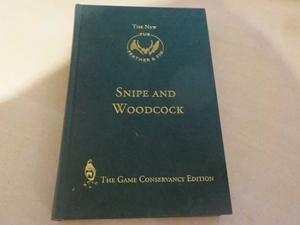 The New
FUR
FEATHER & FIN
Snipe and
Woodcock
The Game Conservancy Edition